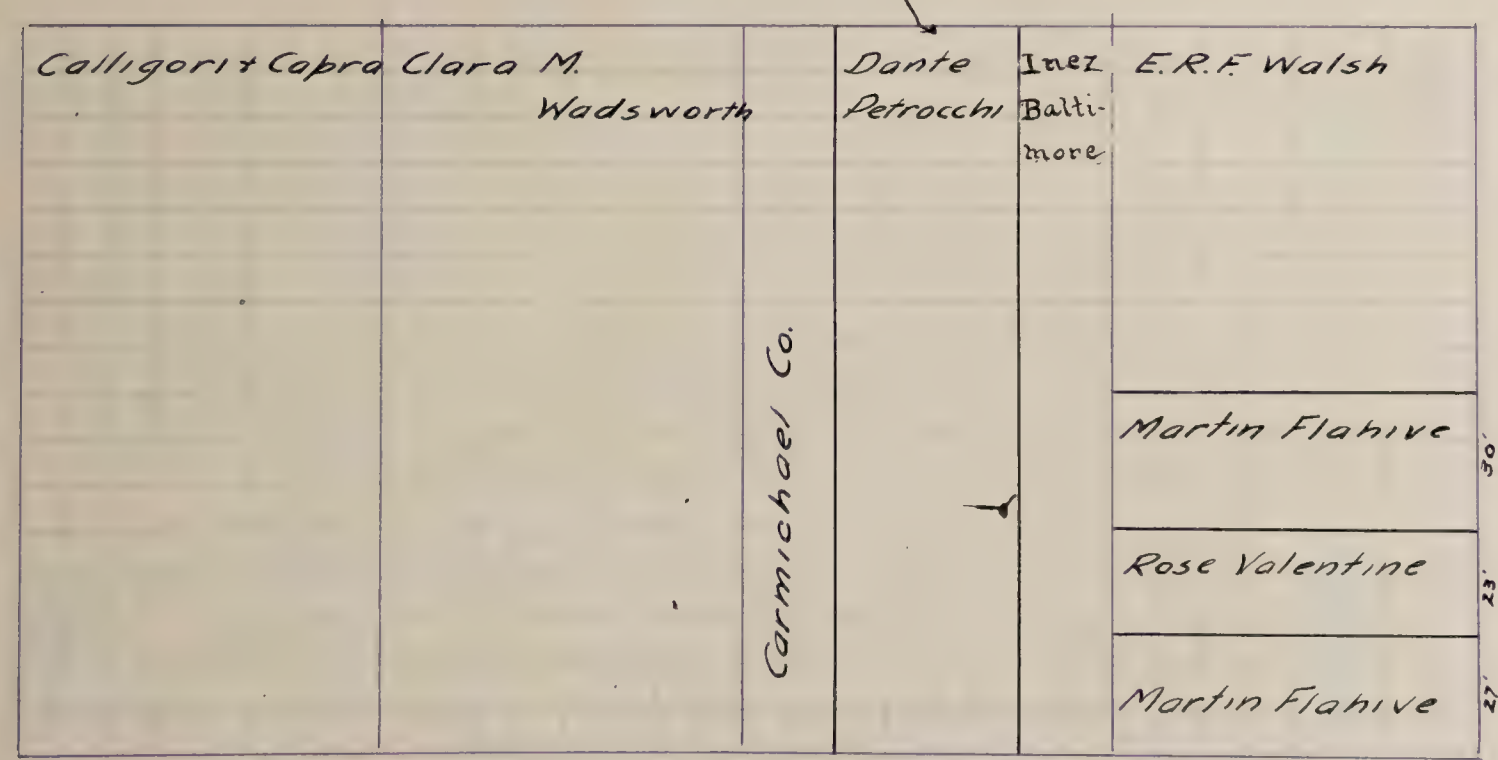 Calligori & Capra
Clara M.
Wadsworth
Carmichael Co.
Dante
Petrocchi
Inez
Balti-
more
E.R.F. Walsh
Martin Flahive
30'
Rose Valentine
23'
Martin Flahive
27'